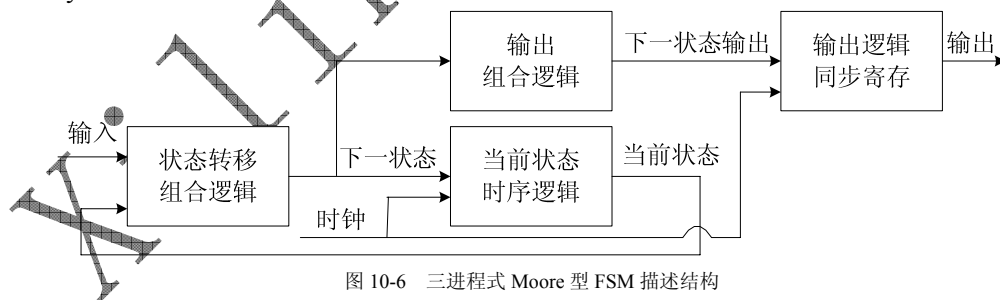 输出
组合逻辑
下一状态输出
输出逻辑
同步寄存
输出
输入
状态转移
组合逻辑
下一状态
当前状态
时序逻辑
当前状态
时钟
图 10-6 三进程式 Moore 型 FSM 描述结构